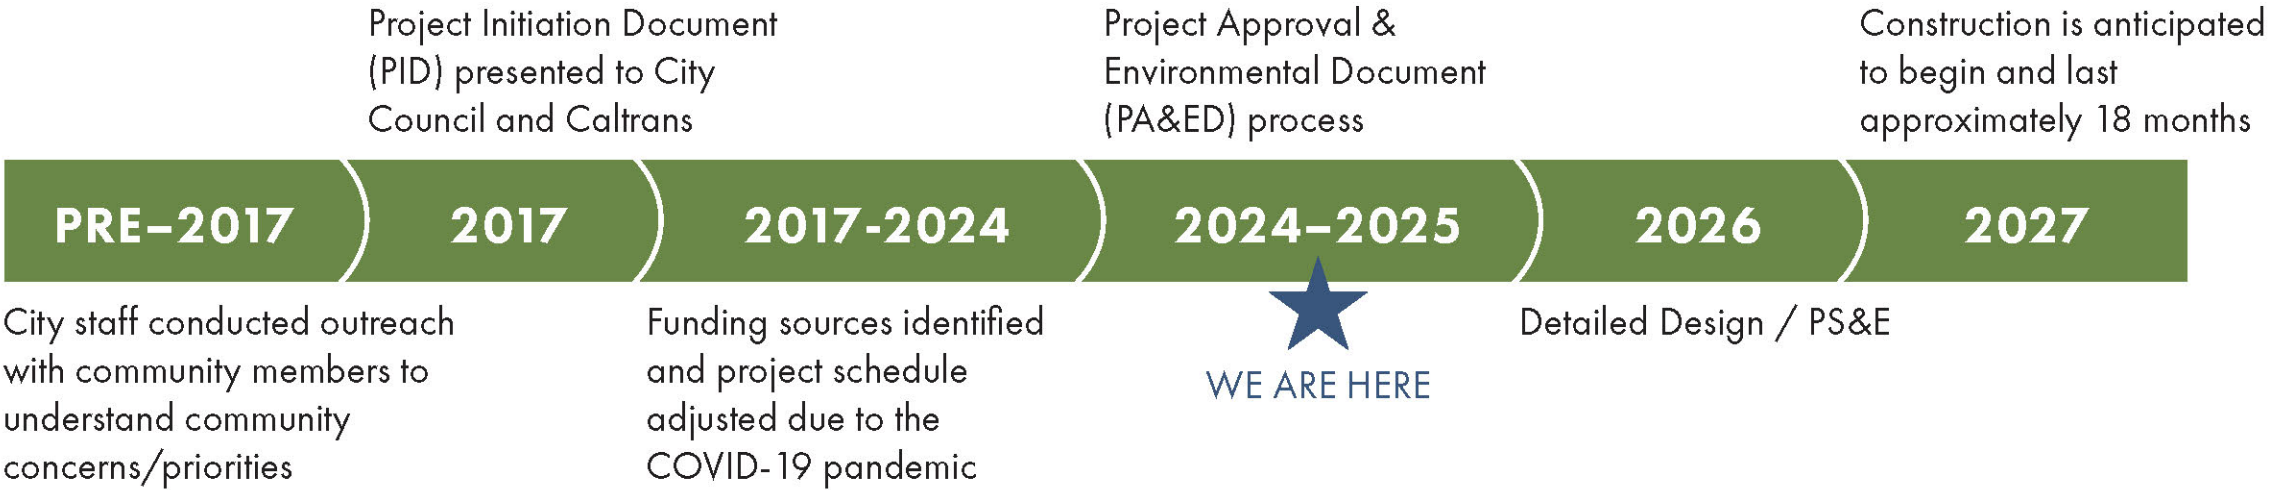 Project Initiation Document
(PID) presented to City
Council and Caltrans
Project Approval &
Environmental Document
(PA&ED) process
Construction is anticipated
to begin and last
approximately 18 months
PRE–2017
2017
2017-2024
2024–2025
2026
2027
City staff conducted outreach
with community members to
understand community
concerns/priorities
Funding sources identified
and project schedule
adjusted due to the
COVID-19 pandemic
WE ARE HERE
Detailed Design / PS&E